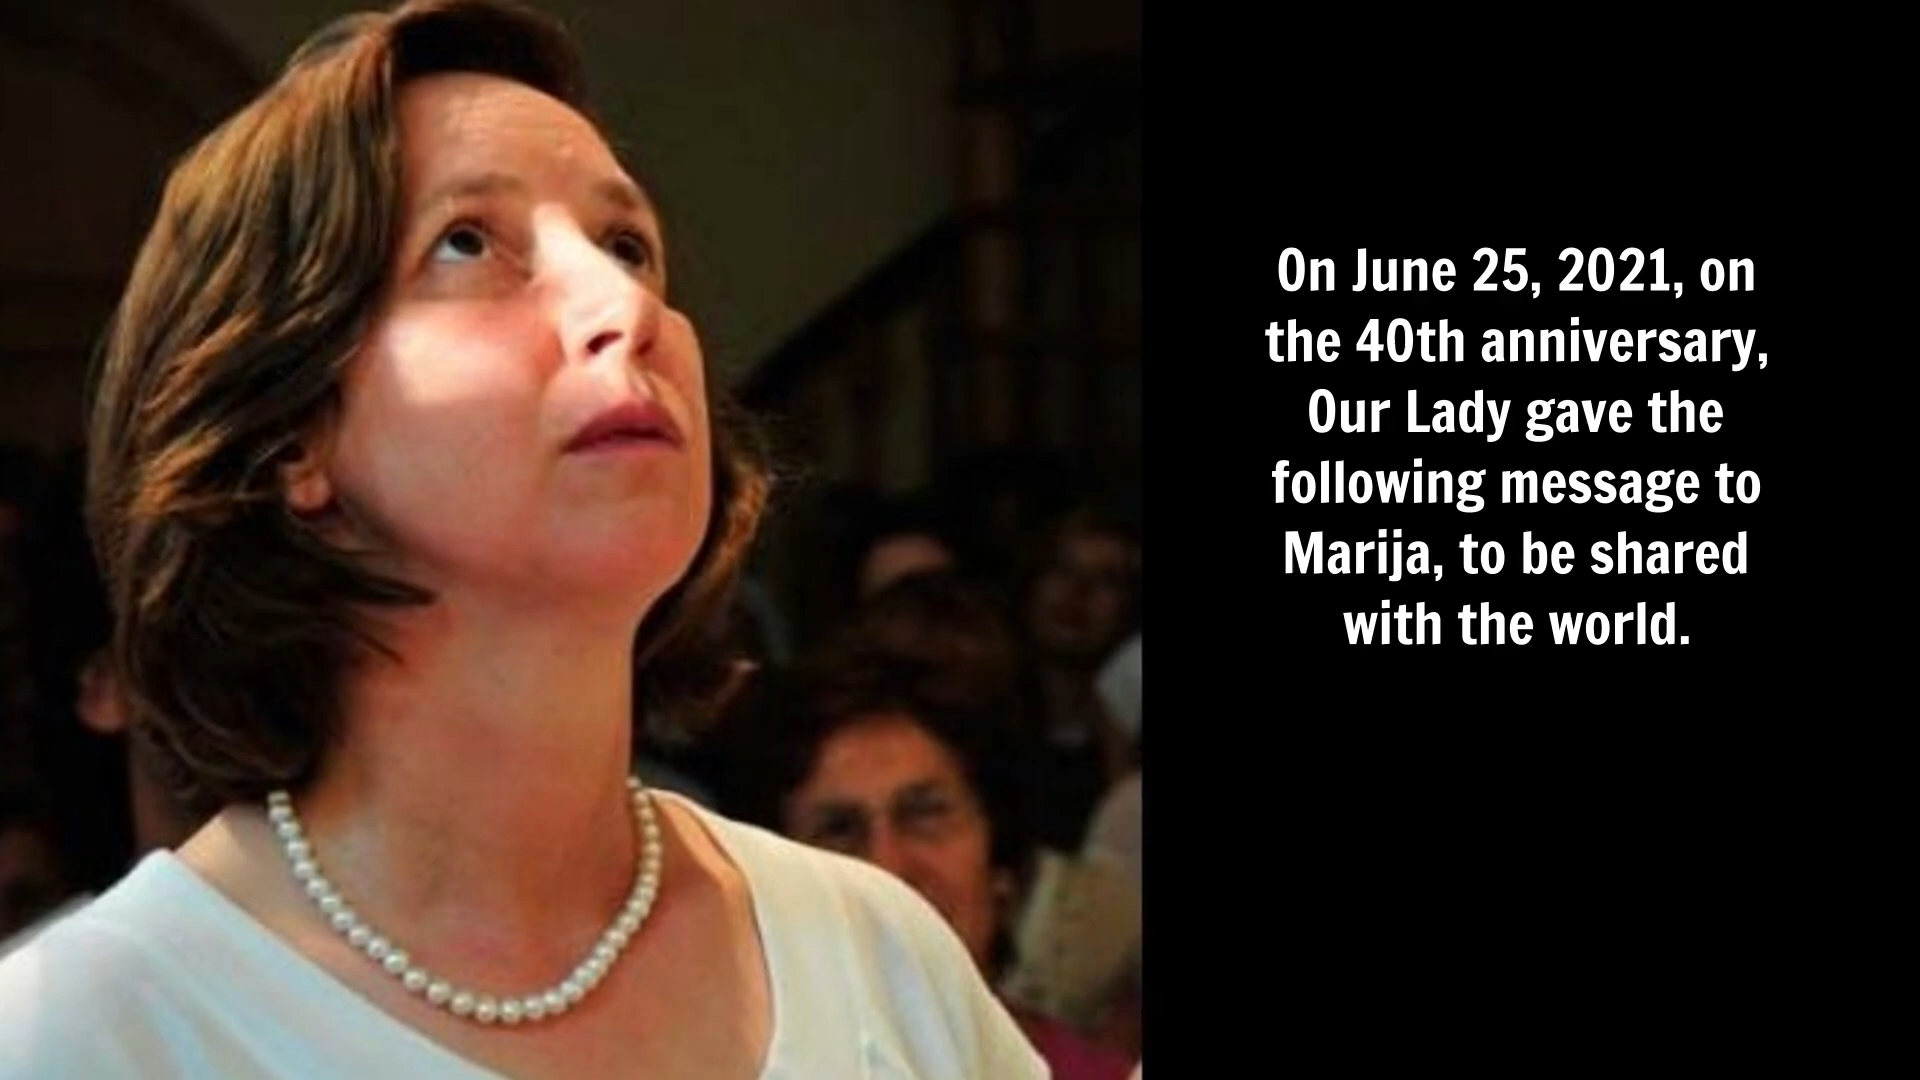 On June 25, 2021, on
the 40th anniversary,
Our Lady gave the
following message to
Marija, to be shared
with the world.